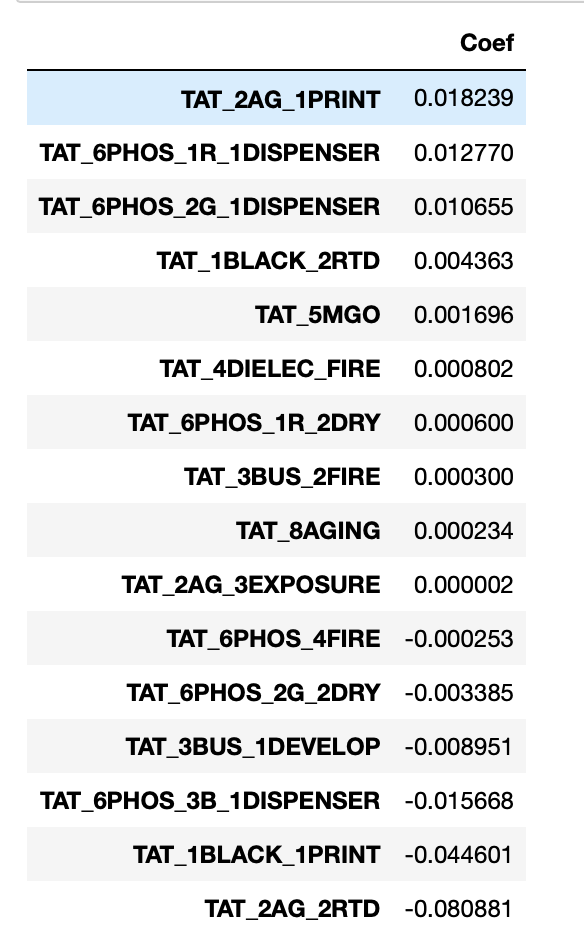 Coef
TAT_2AG_1PRINT 0.018239
TAT_6PHOS_1R_1DISPENSER 0.012770
TAT_6PHOS_2G_1DISPENSER 0.010655
TAT_1BLACK_2RTD 0.004363
TAT_5MGO 0.001696
TAT_4DIELEC_FIRE 0.000802
TAT_6PHOS_1R_2DRY 0.000600
TAT_3BUS_2FIRE 0.000300
TAT_8AGING 0.000234
TAT_2AG_3EXPOSURE 0.000002
TAT_6PHOS_4FIRE -0.000253
TAT_6PHOS_2G_2DRY -0.003385
TAT_3BUS_1DEVELOP -0.008951
TAT_6PHOS_3B_1DISPENSER -0.015668
TAT_1BLACK_1PRINT -0.044601
TAT_2AG_2RTD -0.080881